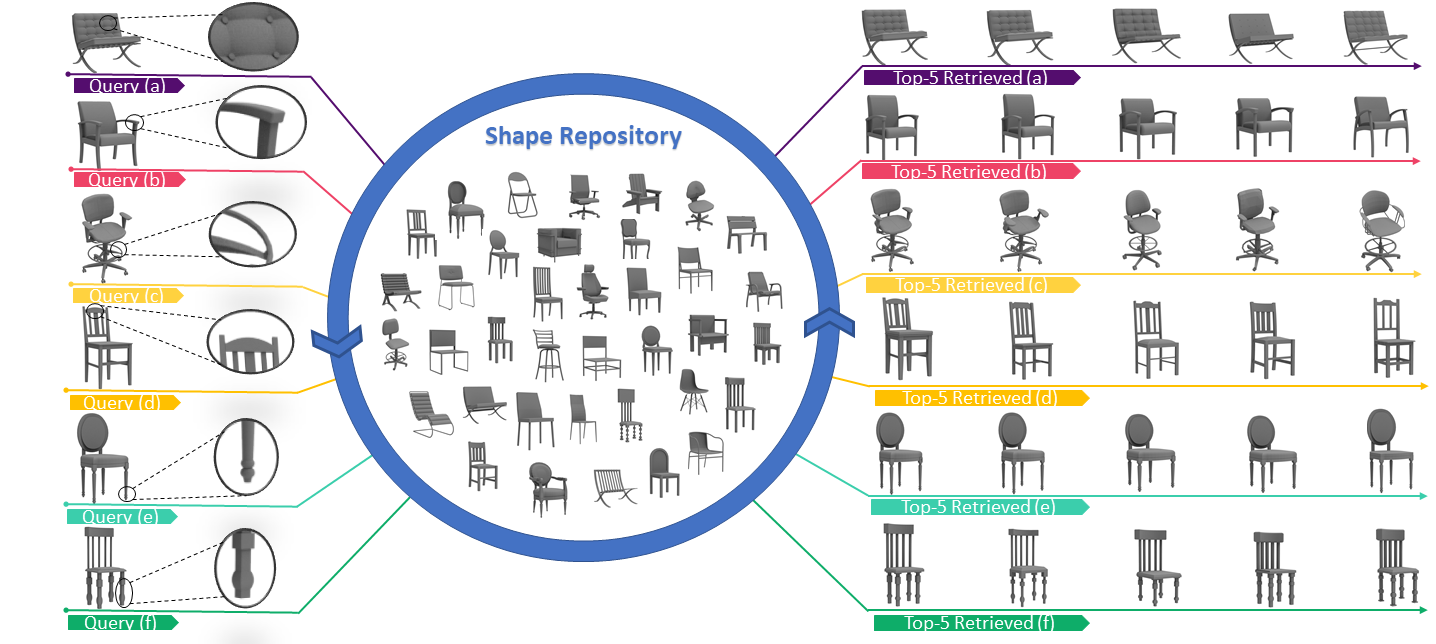 Query (a)
Top-5 Retrieved (a)
Shape Repository
Query (b)
Top-5 Retrieved (b)
Query (c)
Top-5 Retrieved (c)
Query (d)
Top-5 Retrieved (d)
Query (e)
Top-5 Retrieved (e)
Query (f)
Top-5 Retrieved (f)